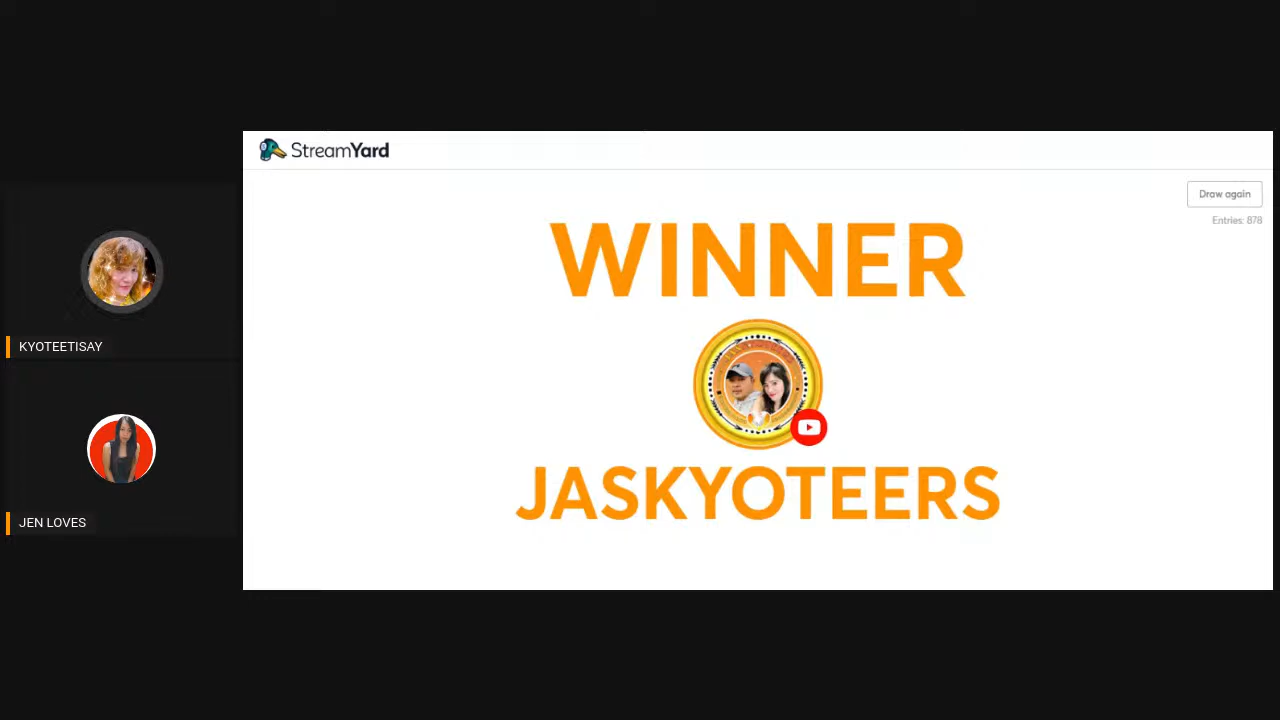 StreamYard
Draw again
Entries: 878
WINNER
JASKYOTEERS
KYOTEETISAY
JEN LOVES